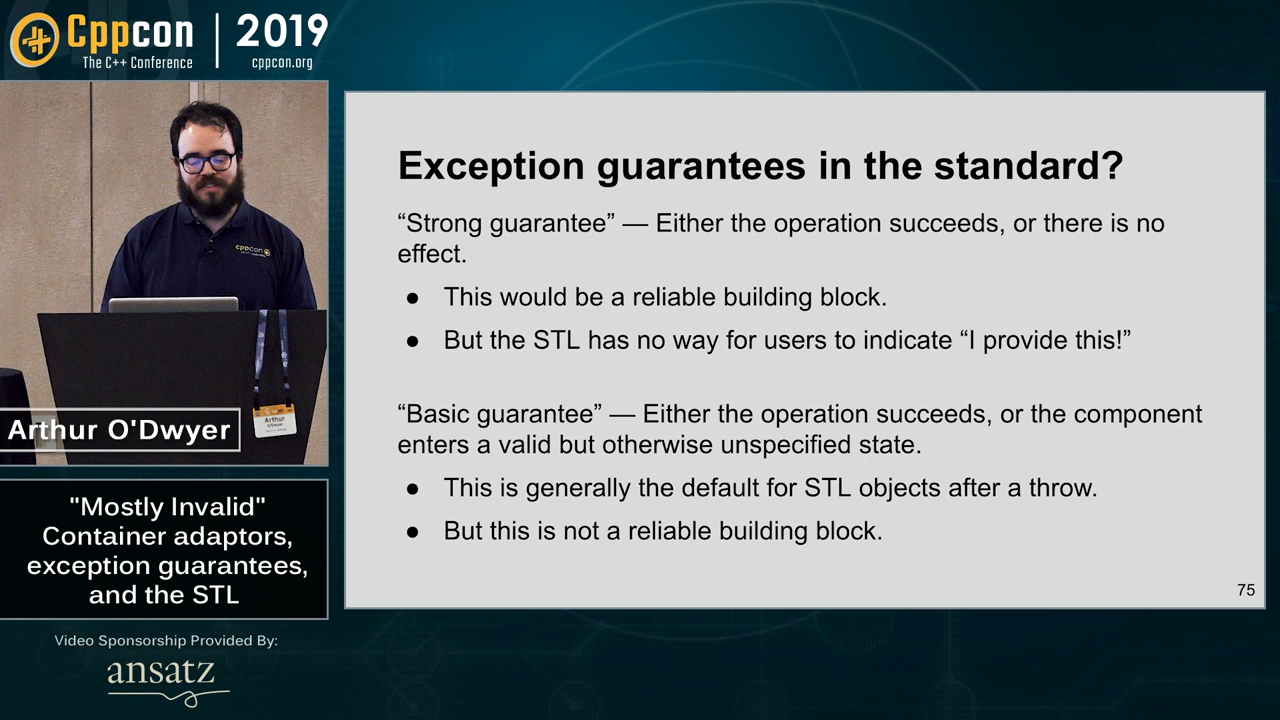 Cppcon
The C++ Conference
2019
cppcon.org
cppcon
Arthur
O'Dwyer
Arthur O'Dwyer
"Mostly Invalid"
Container adaptors,
exception guarantees,
and the STL
Video Sponsorship Provided By:
ansatz
Exception guarantees in the standard?
“Strong guarantee” — Either the operation succeeds, or there is no
effect.
● This would be a reliable building block.
● But the STL has no way for users to indicate “I provide this!”
“Basic guarantee” — Either the operation succeeds, or the component
enters a valid but otherwise unspecified state.
● This is generally the default for STL objects after a throw.
● But this is not a reliable building block.
75